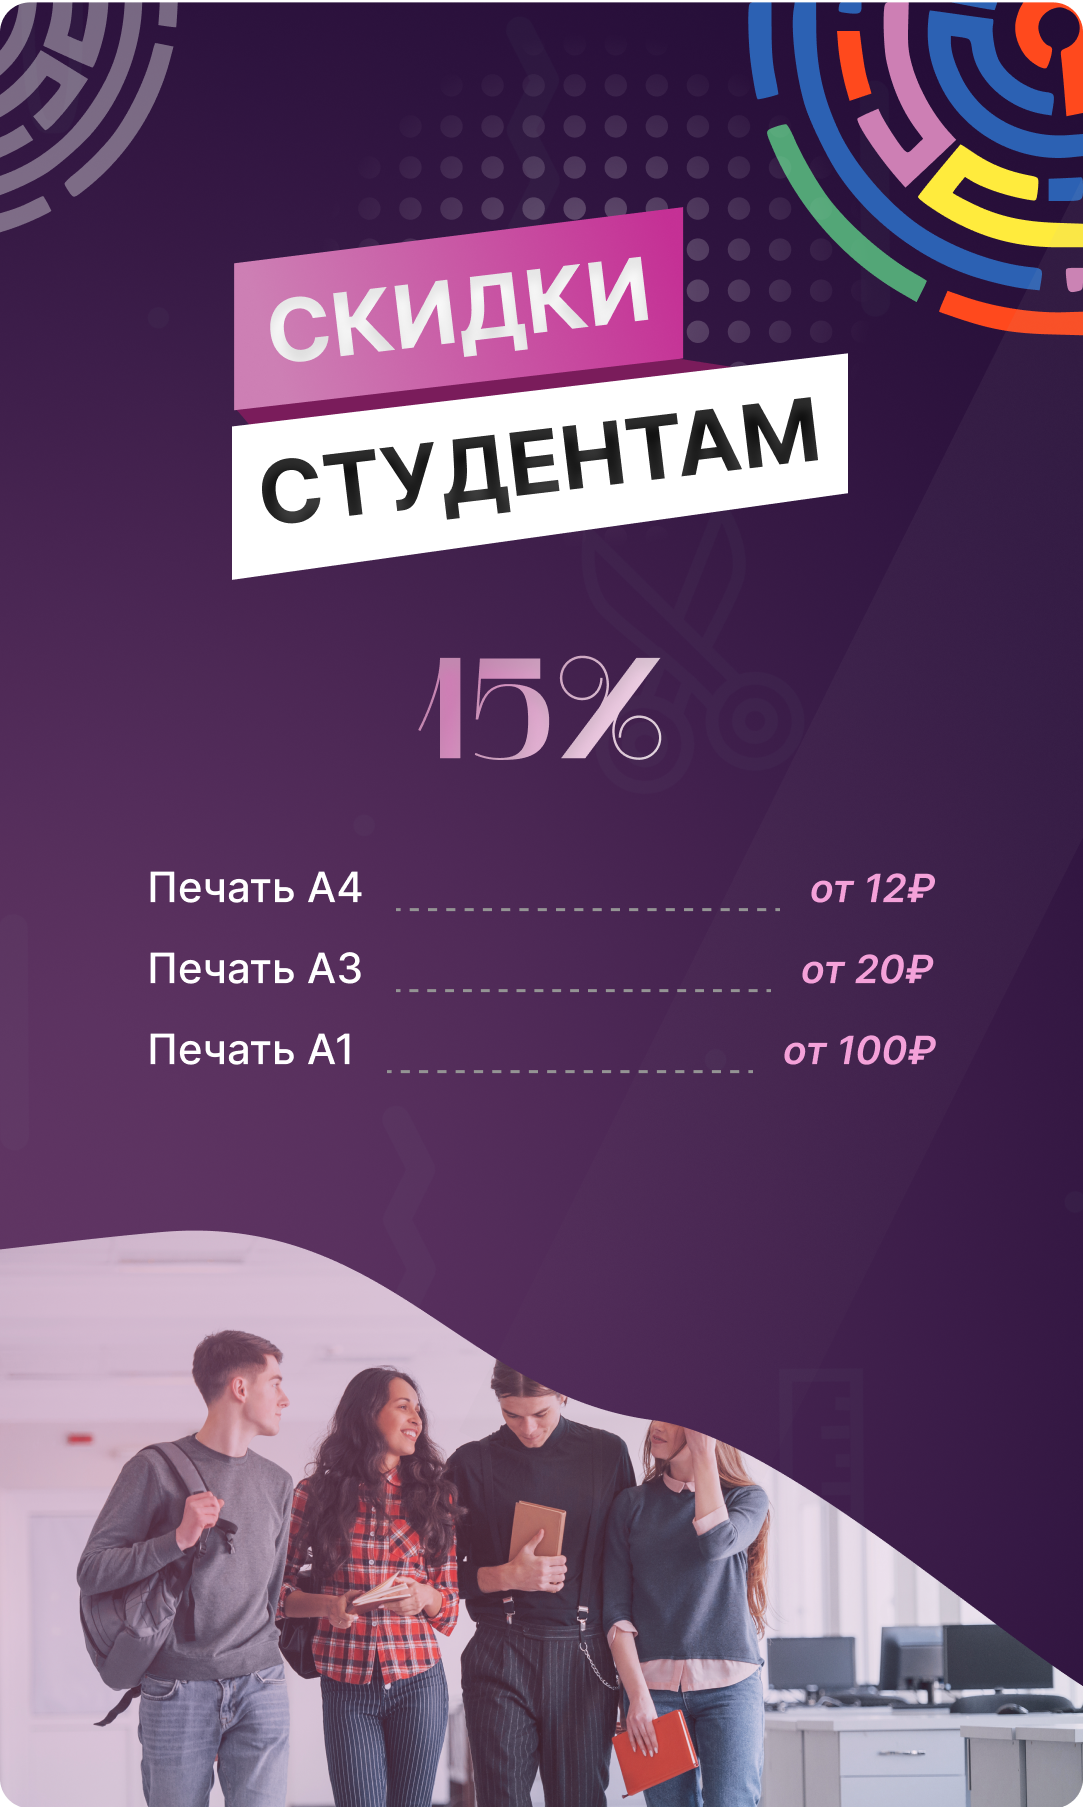 СКИДКИ
СТУДЕНТАМ
15%
Печать А4 от 12₽
Печать А3 от 20₽
Печать А1 от 100₽